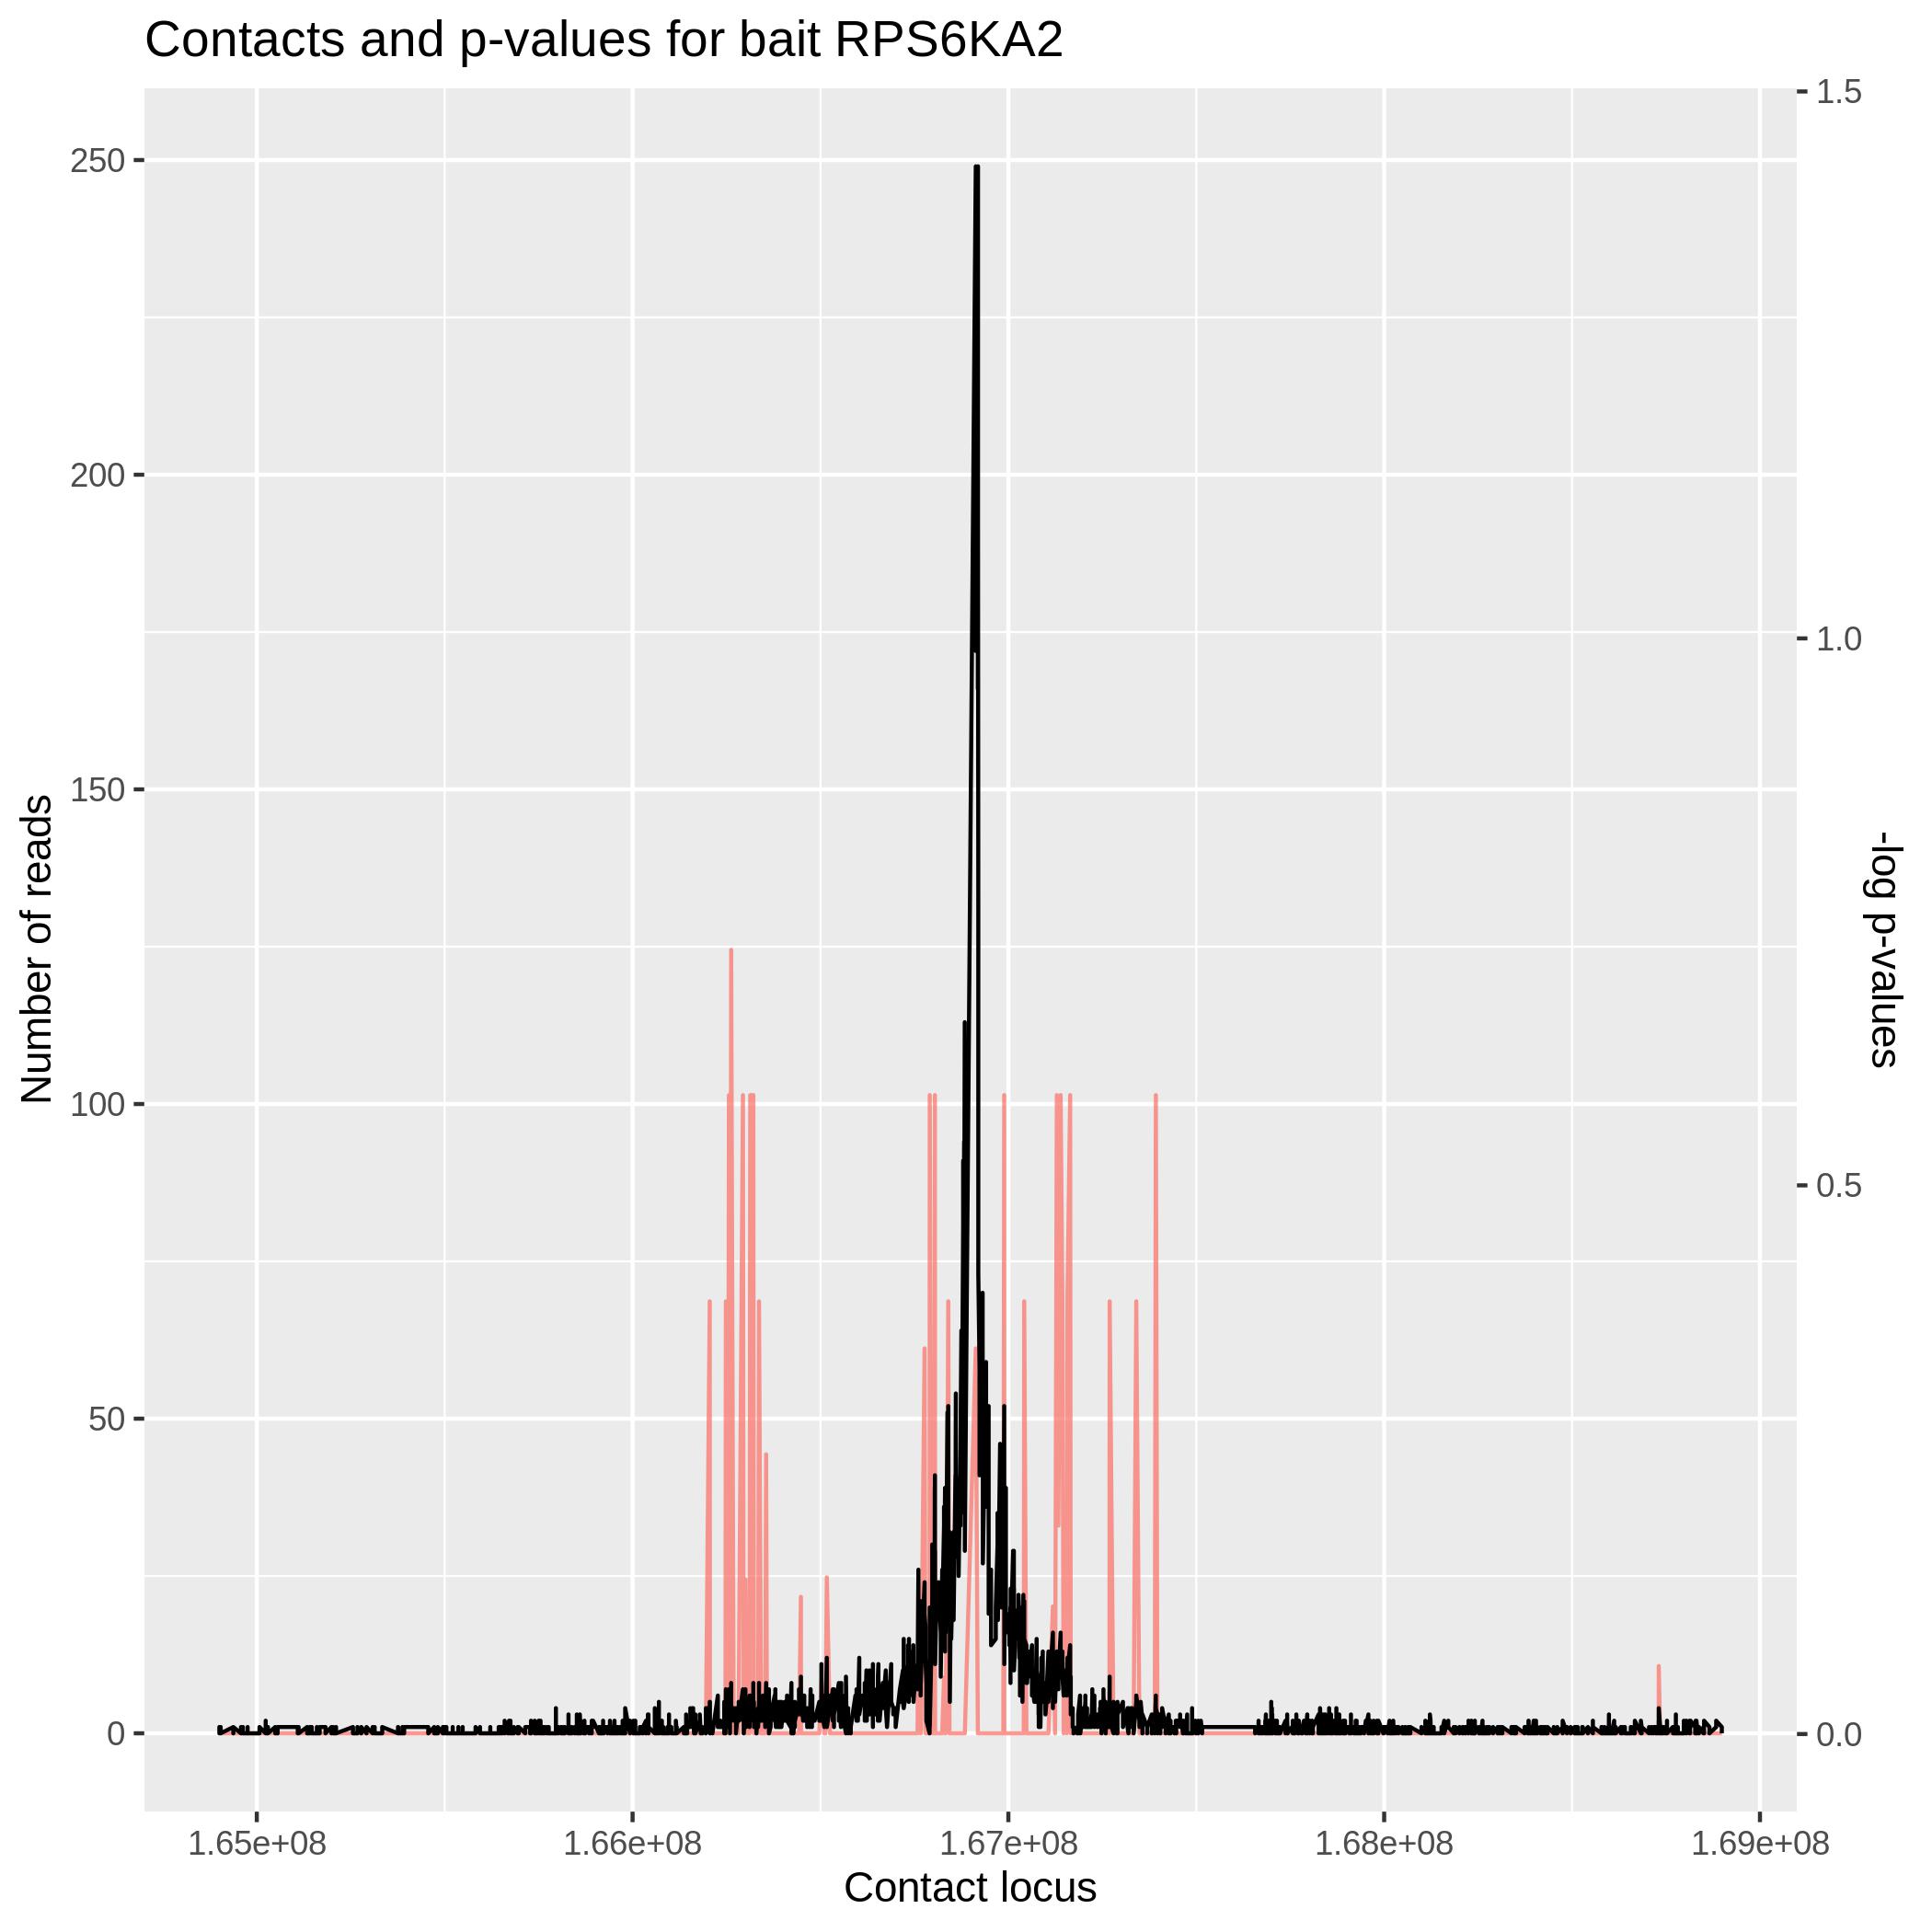 Contacts and p-values for bait RPS6KA2
250
200
150
100
50
0
Number of reads
1.5
1.0
0.5
0.0
-log p-values
1.65e+08
1.66e+08
1.67e+08
1.68e+08
1.69e+08
Contact locus